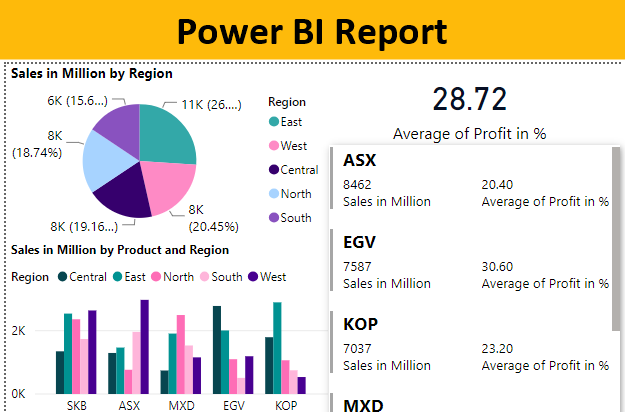 Power BI Report
Sales in Million by Region
6K (15.6...)
11K (26....)
8K
(18.74%)
8K (19.16...)
8K
(20.45%)
Region
East
West
Central
North
South
28.72
Average of Profit in %
ASX
8462
20.40
Sales in Million
Average of Profit in %
EGV
7587
30.60
Sales in Million
Average of Profit in %
KOP
7037
23.20
Sales in Million
Average of Profit in %
MXD
Sales in Million by Product and Region
Region Central East North South West
2K
0K
SKB ASX MXD EGV KOP